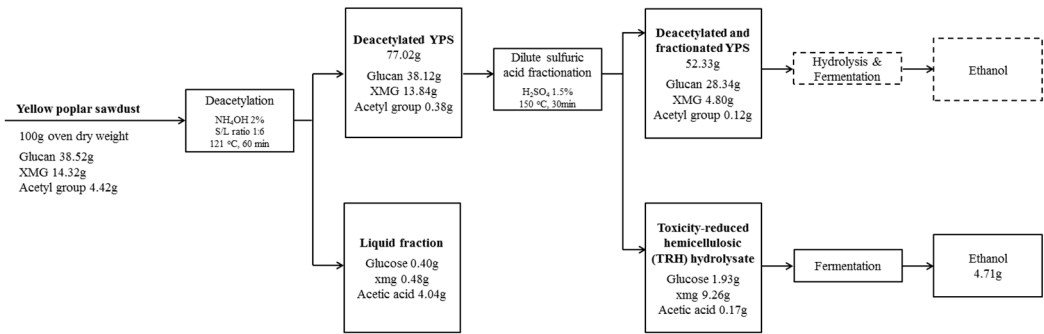 Yellow poplar sawdust
100g oven dry weight
Glucan 38.52g
XMG 14.32g
Acetyl group 4.42g
Deacetylation
NH₄OH 2%
S/L ratio 1:6
121 ℃, 60 min
Deacetylated YPS
77.02g
Glucan 38.12g
XMG 13.84g
Acetyl group 0.38g
Liquid fraction
Glucose 0.40g
xmg 0.48g
Acetic acid 4.04g
Dilute sulfuric
acid fractionation
H₂SO₄ 1.5%
150 ℃, 30min
Deacetylated and
fractionated YPS
52.33g
Glucan 28.34g
XMG 4.80g
Acetyl group 0.12g
Hydrolysis &
Fermentation
Ethanol
Toxicity-reduced
hemicellulosic
(TRH) hydrolysate
Glucose 1.93g
xmg 9.26g
Acetic acid 0.17g
Fermentation
Ethanol
4.71g